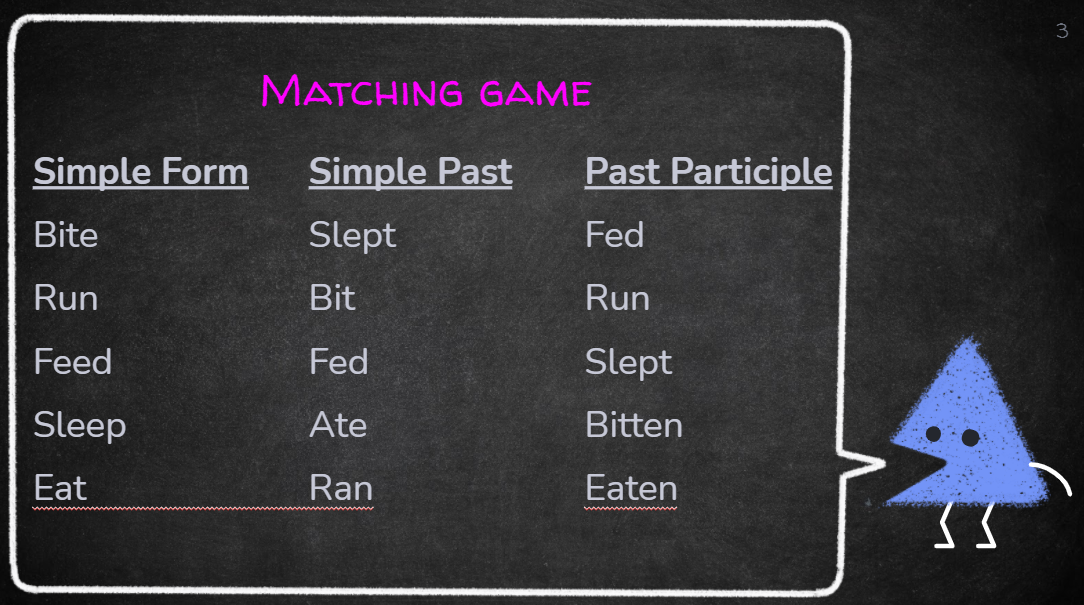 3
Matching game
Simple Form Simple Past Past Participle
Bite Slept Fed
Run Bit Run
Feed Fed Slept
Sleep Ate Bitten
Eat Ran Eaten